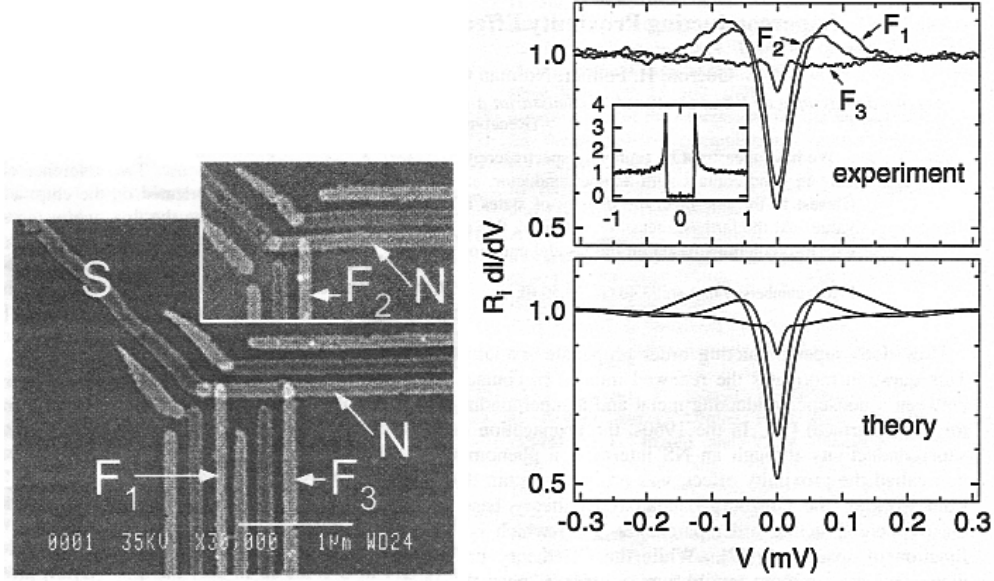 S
F2
N
N
F1
F3
0001 35KV X30,000 1µm WD24
Ri dI/dV
1.0
0.5
F1
F2
F3
4
3
2
1
0
-1 0 1
experiment
1.0
0.5
theory
-0.3 -0.2 -0.1 0.0 0.1 0.2 0.3
V (mV)